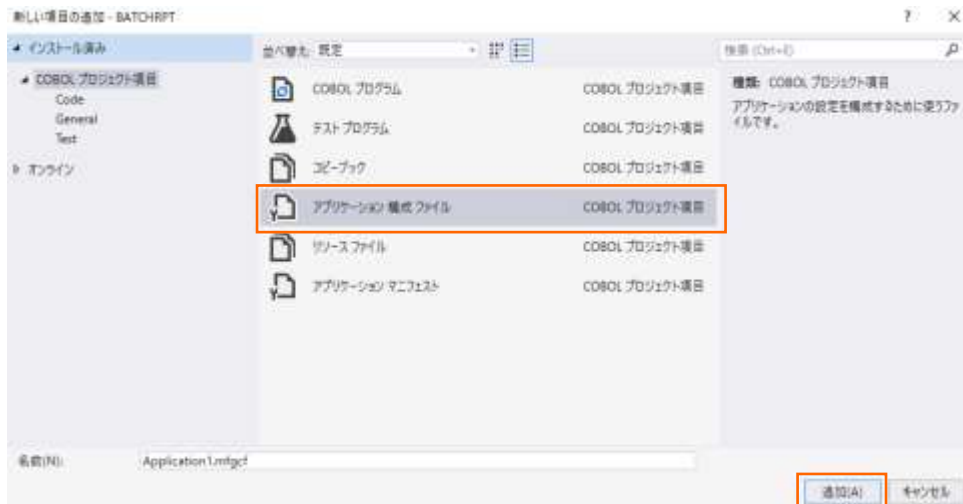 新しい項目の追加 - BATCHRPT
? ×
インストール済み
並べ替え: 既定
検索 (Ctrl+E)
COBOL プロジェクト項目
Code
General
Test
オンライン
COBOL プログラム COBOL プロジェクト項目
テスト プログラム COBOL プロジェクト項目
コピーブック COBOL プロジェクト項目
アプリケーション 構成 ファイル COBOL プロジェクト項目
リソース ファイル COBOL プロジェクト項目
アプリケーション マニフェスト COBOL プロジェクト項目
種類: COBOL プロジェクト項目
アプリケーションの設定を構成するために使うファ
イルです。
名前(N): Application1.mfgcf
追加(A) キャンセル